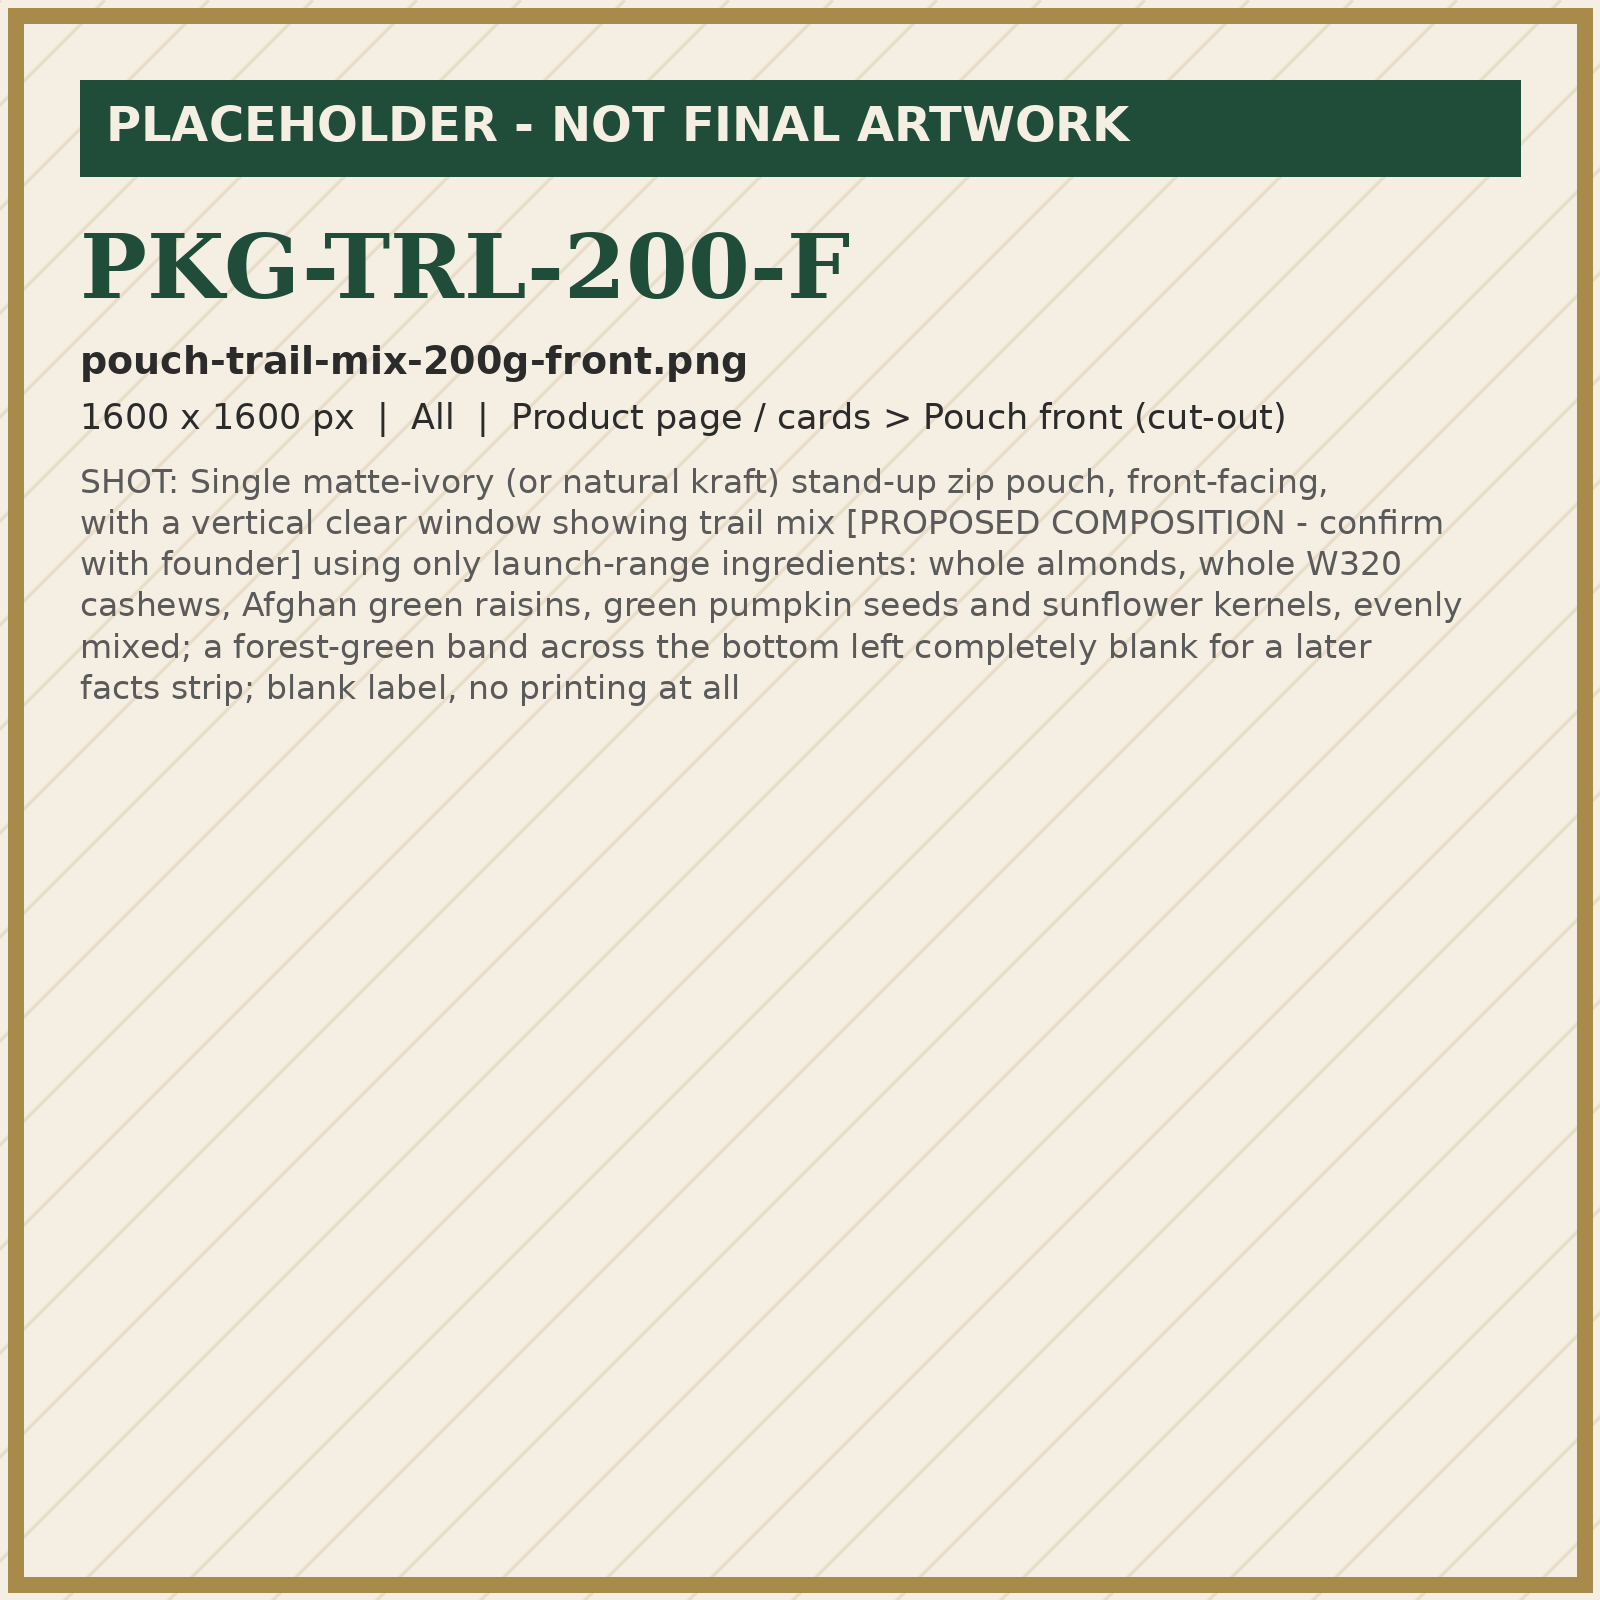 PLACEHOLDER - NOT FINAL ARTWORK
PKG-TRL-200-F
pouch-trail-mix-200g-front.png
1600 x 1600 px | All | Product page / cards > Pouch front (cut-out)
SHOT: Single matte-ivory (or natural kraft) stand-up zip pouch, front-facing,
with a vertical clear window showing trail mix [PROPOSED COMPOSITION - confirm
with founder] using only launch-range ingredients: whole almonds, whole W320
cashews, Afghan green raisins, green pumpkin seeds and sunflower kernels, evenly
mixed; a forest-green band across the bottom left completely blank for a later
facts strip; blank label, no printing at all